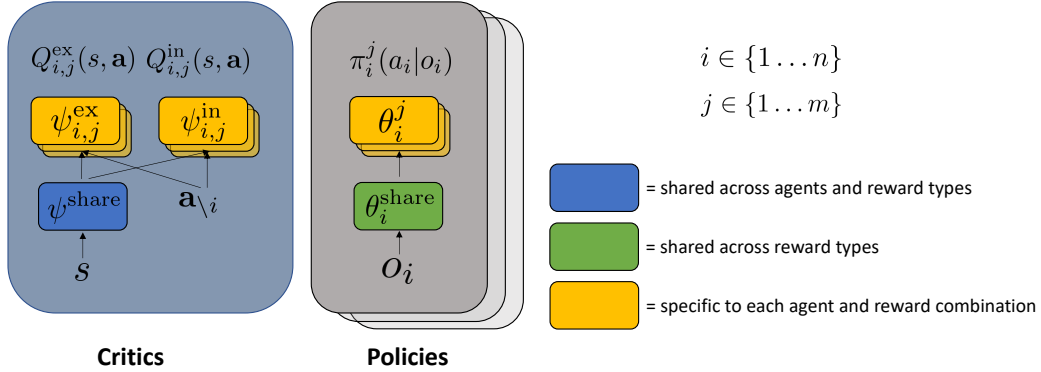 Q^ex_{i,j}(s, a) Q^in_{i,j}(s, a)
ψ^ex_{i,j} ψ^in_{i,j}
ψ^share a_{\i}
s
Critics
π^j_i(a_i|o_i)
θ^j_i
θ^share_i
o_i
Policies
i ∈ {1 … n}
j ∈ {1 … m}
= shared across agents and reward types
= shared across reward types
= specific to each agent and reward combination